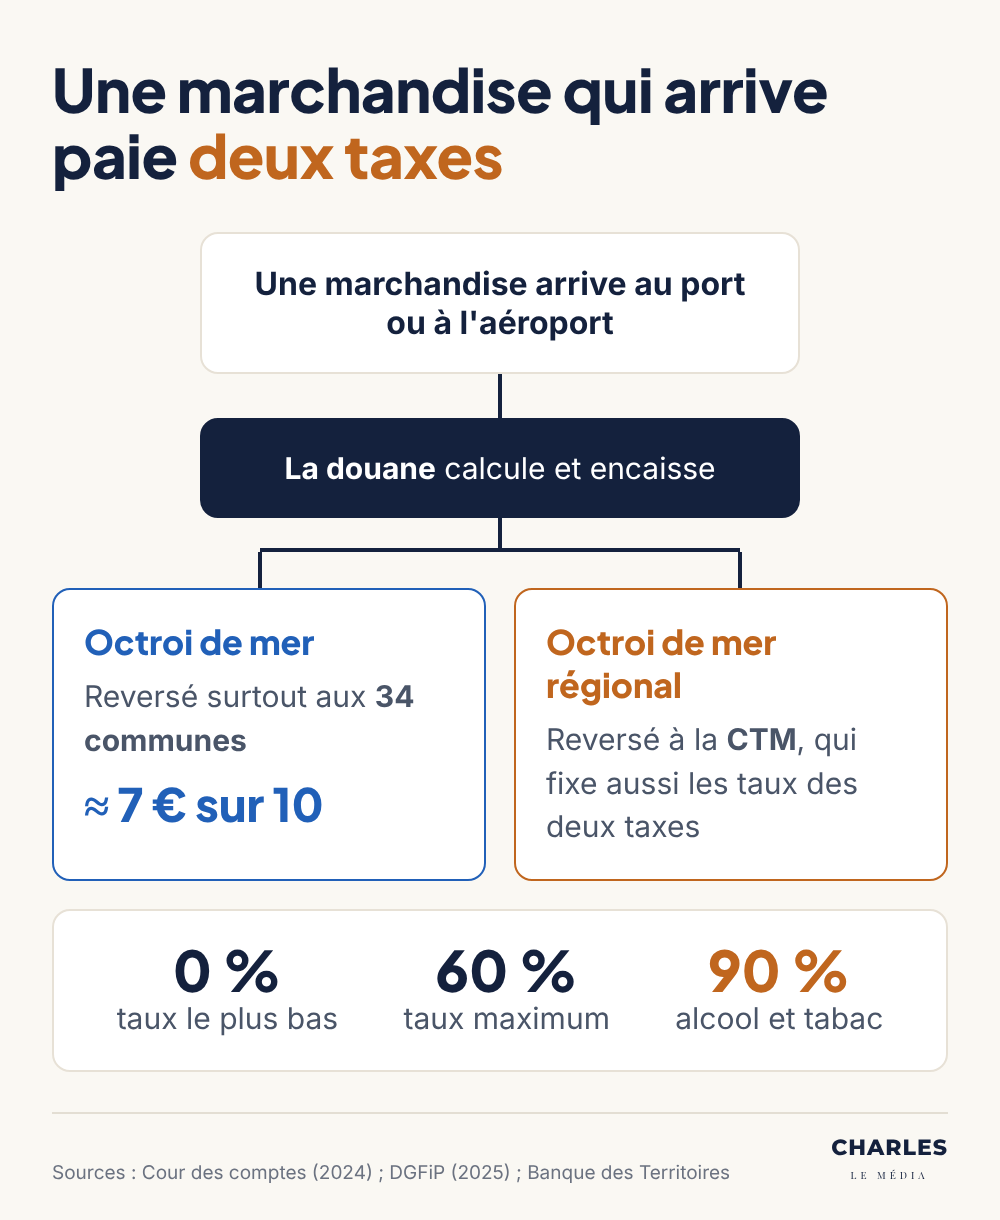 Une marchandise qui arrive
paie deux taxes
Une marchandise arrive au port
ou à l'aéroport
La douane calcule et encaisse
Octroi de mer
Reversé surtout aux 34
communes
≈ 7 € sur 10
Octroi de mer
régional
Reversé à la CTM, qui
fixe aussi les taux des
deux taxes
0 %
taux le plus bas
60 %
taux maximum
90 %
alcool et tabac
Sources : Cour des comptes (2024) ; DGFiP (2025) ; Banque des Territoires
CHARLES
LE MÉDIA